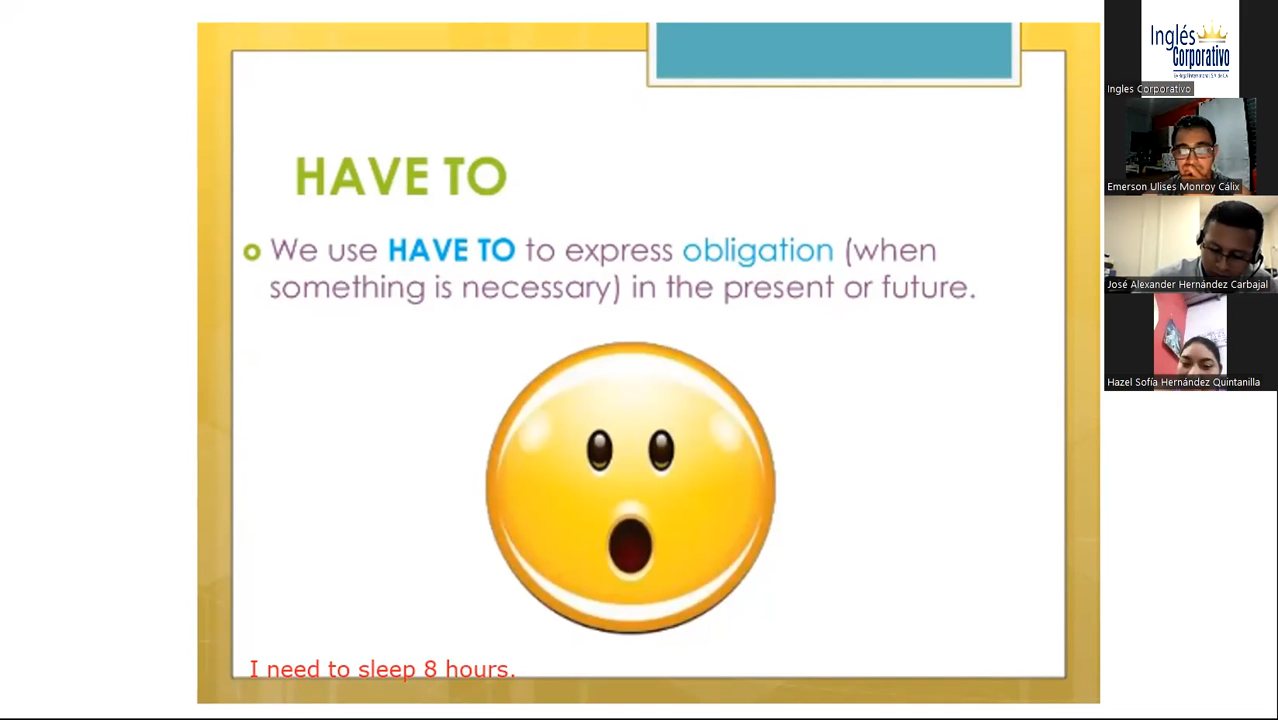 HAVE TO
We use HAVE TO to express obligation (when
something is necessary) in the present or future.
I need to sleep 8 hours.
Inglés
Corporativo
Ingles Corporativo
Emerson Ulises Monroy Cálix
José Alexander Hernández Carbajal
Hazel Sofía Hernández Quintanilla